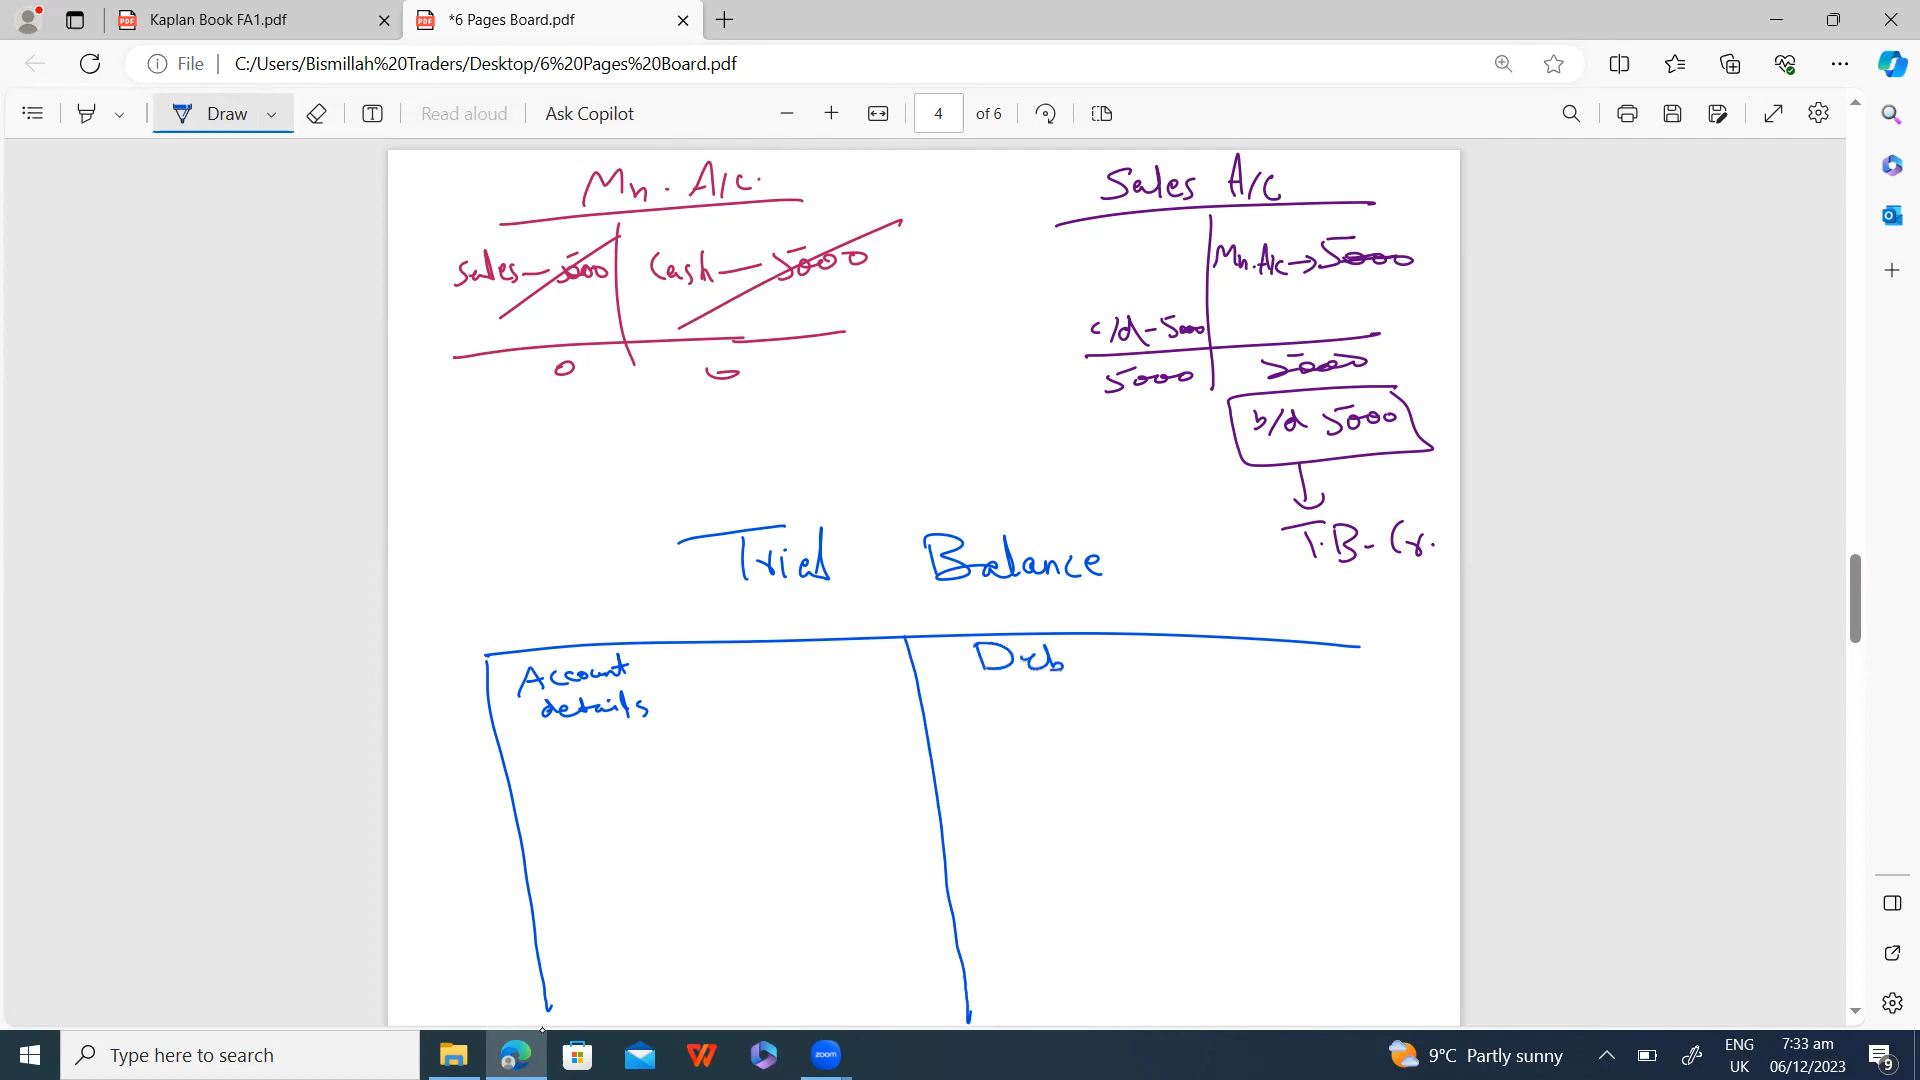 Kaplan Book FA1.pdf
*6 Pages Board.pdf
File
C:/Users/Bismillah%20Traders/Desktop/6%20Pages%20Board.pdf
Draw
Read aloud
Ask Copilot
4
of 6
Mn. A/c.
Sales A/c
Sales — 5000
Cash — 5000
Mn. A/c → 5000
c/d - 5000
0
0
5000
5000
b/d 5000
T.B - Cr.
Trial Balance
Account
details
Deb
Type here to search
zoom
9°C Partly sunny
ENG
UK
7:33 am
06/12/2023
9